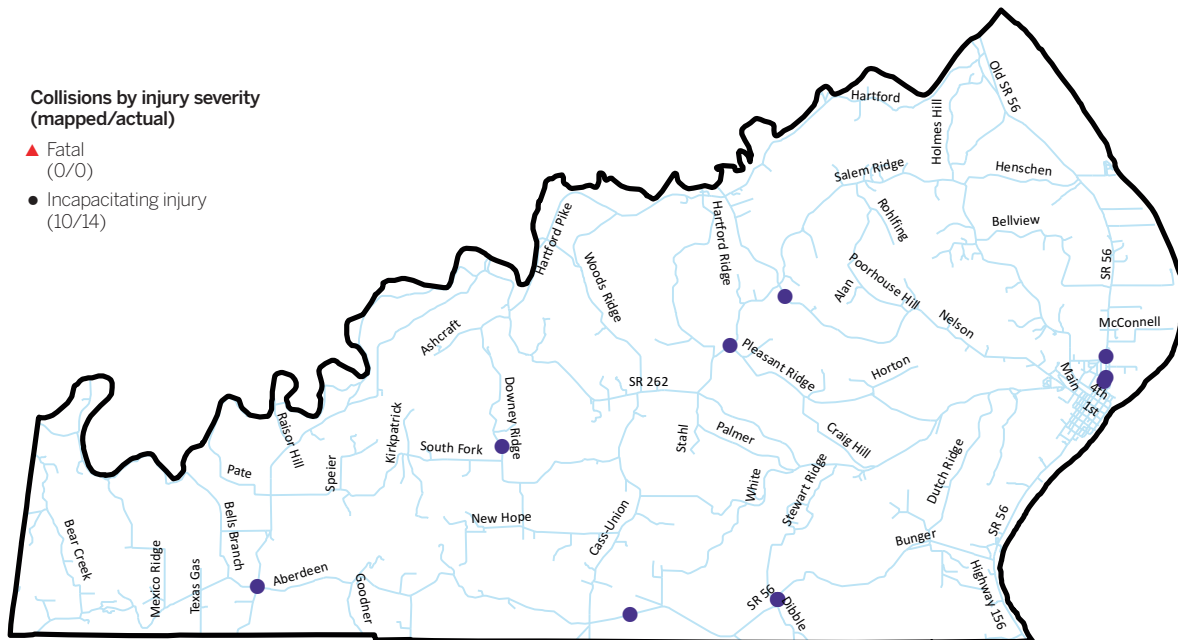 Collisions by injury severity
(mapped/actual)
Fatal
(0/0)
Incapacitating injury
(10/14)
Hartford
Old SR 56
Holmes Hill
Salem Ridge
Henschen
Rohlfing
Bellview
Hartford Pike
Hartford Ridge
SR 56
Woods Ridge
Poorhouse Hill
Alan
Nelson
McConnell
Ashcraft
Pleasant Ridge
Horton
Main
4th
1st
SR 262
Downey Ridge
Kirkpatrick
Raisor Hill
South Fork
Stahl
Palmer
Craig Hill
Pate
Speier
White
Stewart Ridge
Dutch Ridge
Bells Branch
New Hope
Cass-Union
SR 56
Bunger
Bear Creek
Mexico Ridge
Texas Gas
Aberdeen
Goodner
SR 56
Dibble
Highway 156